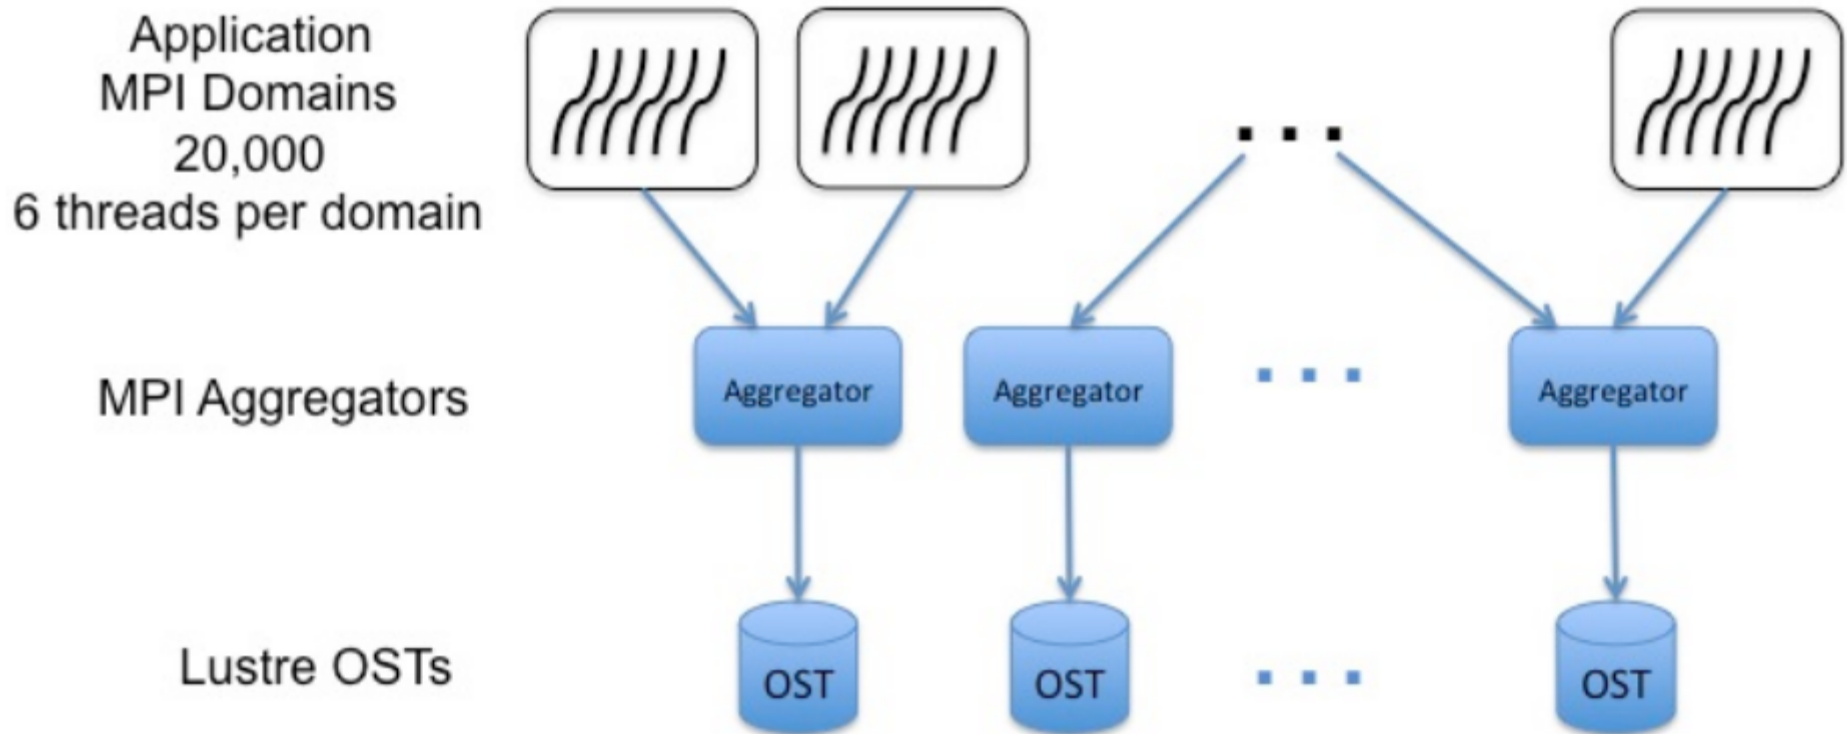 Application
MPI Domains
20,000
6 threads per domain
MPI Aggregators
Aggregator
Aggregator
Aggregator
Lustre OSTs
OST
OST
OST